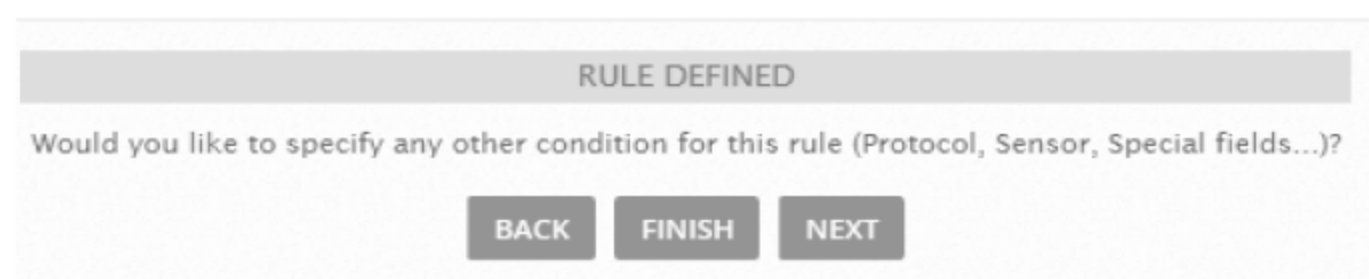 RULE DEFINED
Would you like to specify any other condition for this rule (Protocol, Sensor, Special fields...)?
BACK FINISH NEXT